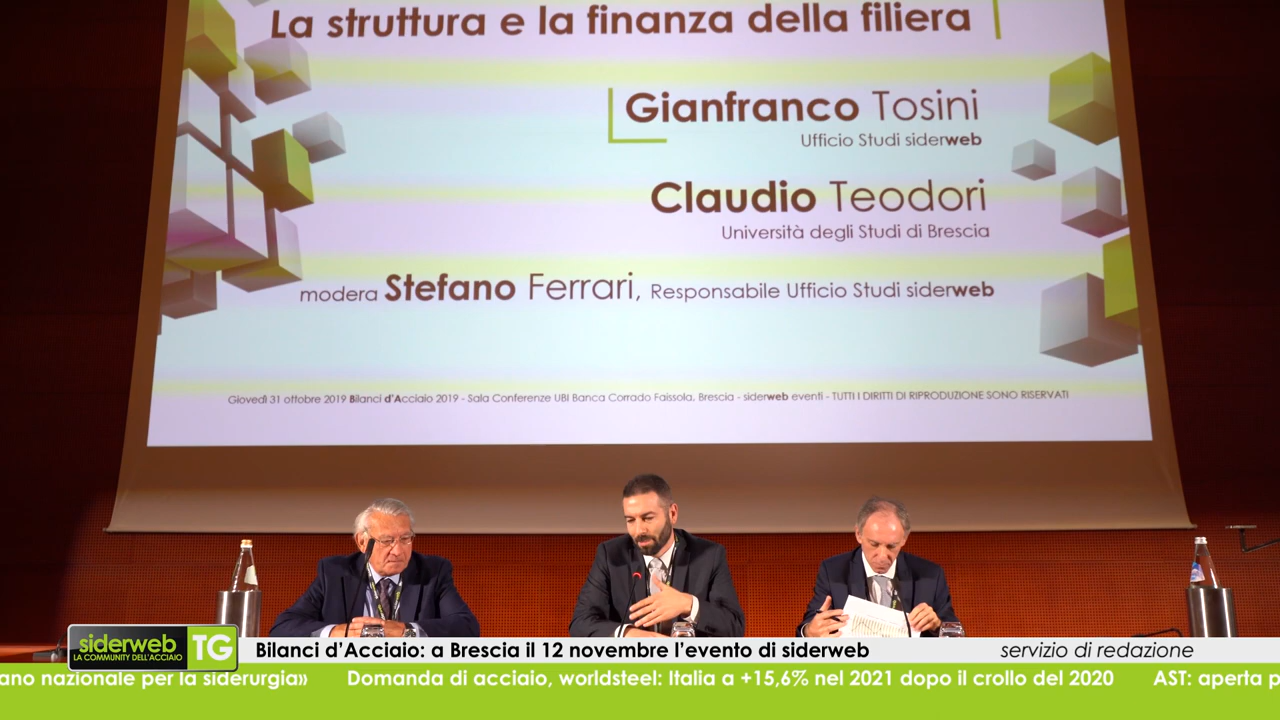 La struttura e la finanza della filiera
Gianfranco Tosini
Ufficio Studi siderweb
Claudio Teodori
Università degli Studi di Brescia
modera Stefano Ferrari, Responsabile Ufficio Studi siderweb
Giovedì 31 ottobre 2019 Bilanci d'Acciaio 2019 - Sala Conferenze UBI Banca Corrado Faissola, Brescia - siderweb eventi - TUTTI I DIRITTI DI RIPRODUZIONE SONO RISERVATI
siderweb TG
LA COMMUNITY DELL'ACCIAIO
Bilanci d'Acciaio: a Brescia il 12 novembre l'evento di siderweb
servizio di redazione
ano nazionale per la siderurgia» Domanda di acciaio, worldsteel: Italia a +15,6% nel 2021 dopo il crollo del 2020 AST: aperta p